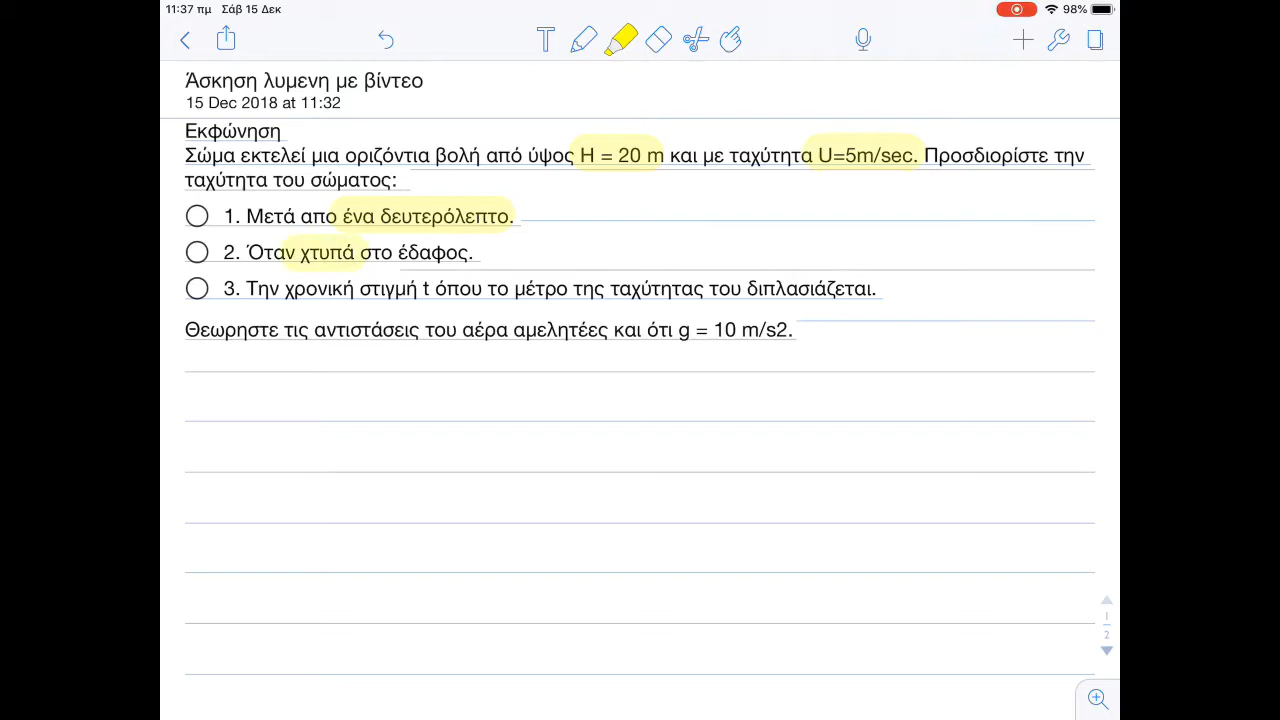 11:37 πμ Σάβ 15 Δεκ 98%
T
Άσκηση λυμενη με βίντεο
15 Dec 2018 at 11:32
Εκφώνηση
Σώμα εκτελεί μια οριζόντια βολή από ύψος H = 20 m και με ταχύτητα U=5m/sec. Προσδιορίστε την
ταχύτητα του σώματος:
1. Μετά απο ένα δευτερόλεπτο.
2. Όταν χτυπά στο έδαφος.
3. Την χρονική στιγμή t όπου το μέτρο της ταχύτητας του διπλασιάζεται.
Θεωρηστε τις αντιστάσεις του αέρα αμελητέες και ότι g = 10 m/s2.
1
2